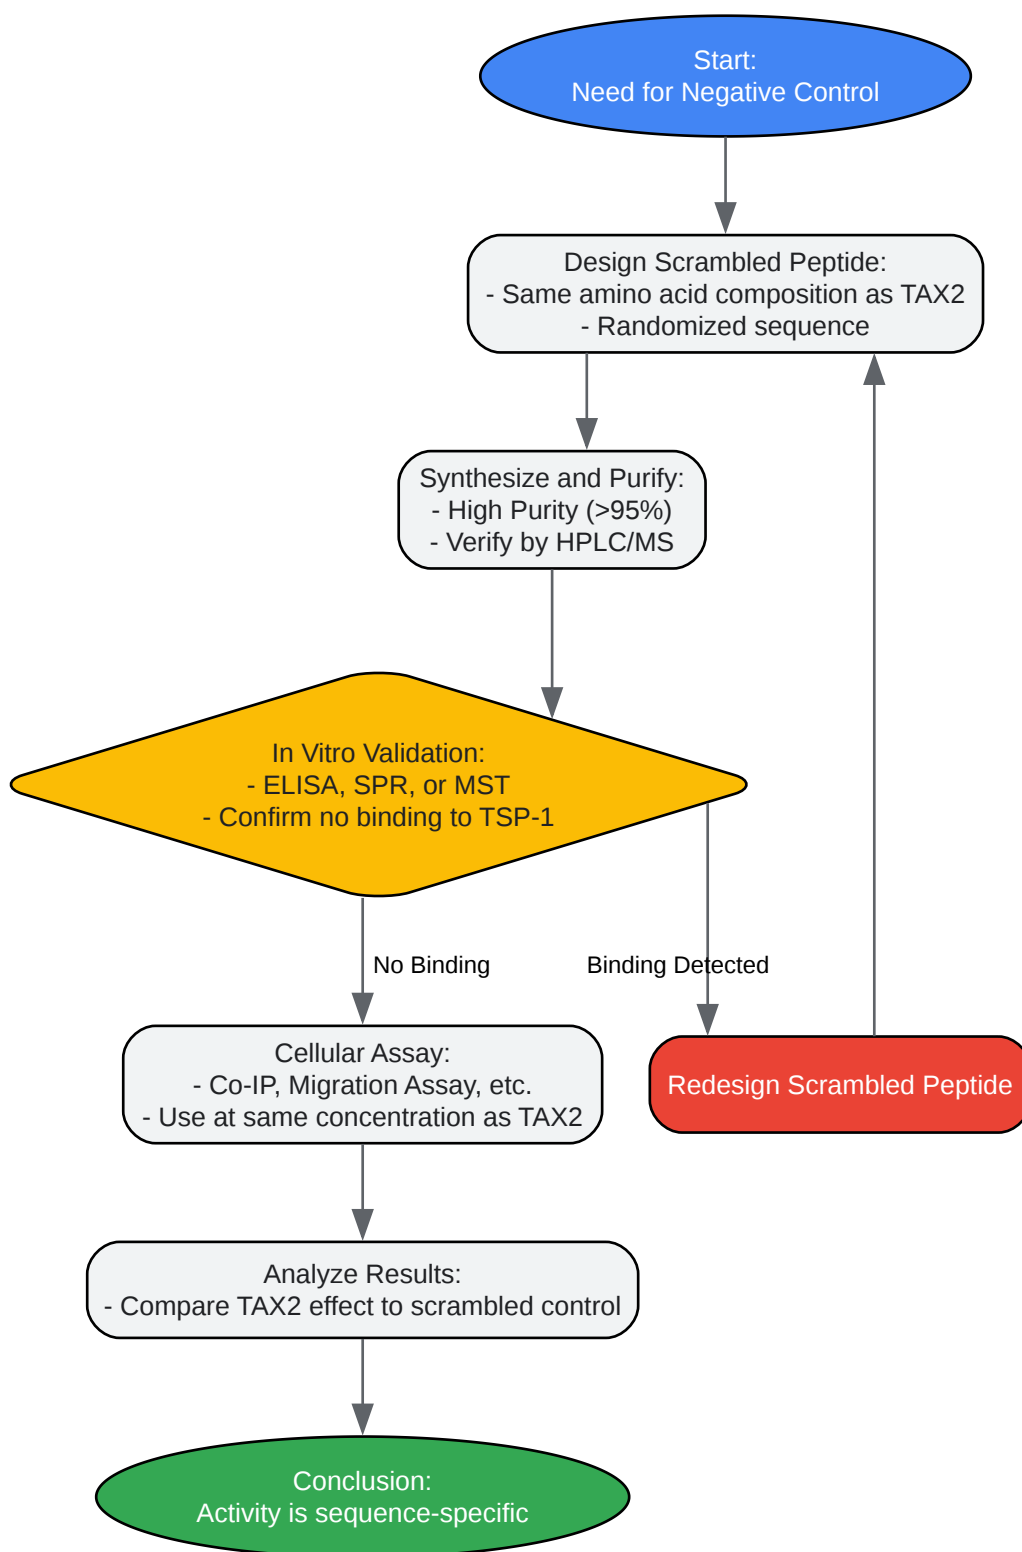 Start:
Need for Negative Control
Design Scrambled Peptide:
- Same amino acid composition as TAX2
- Randomized sequence
Synthesize and Purify:
- High Purity (>95%)
- Verify by HPLC/MS
In Vitro Validation:
- ELISA, SPR, or MST
- Confirm no binding to TSP-1
No Binding
Binding Detected
Cellular Assay:
- Co-IP, Migration Assay, etc.
- Use at same concentration as TAX2
Redesign Scrambled Peptide
Analyze Results:
- Compare TAX2 effect to scrambled control
Conclusion:
Activity is sequence-specific